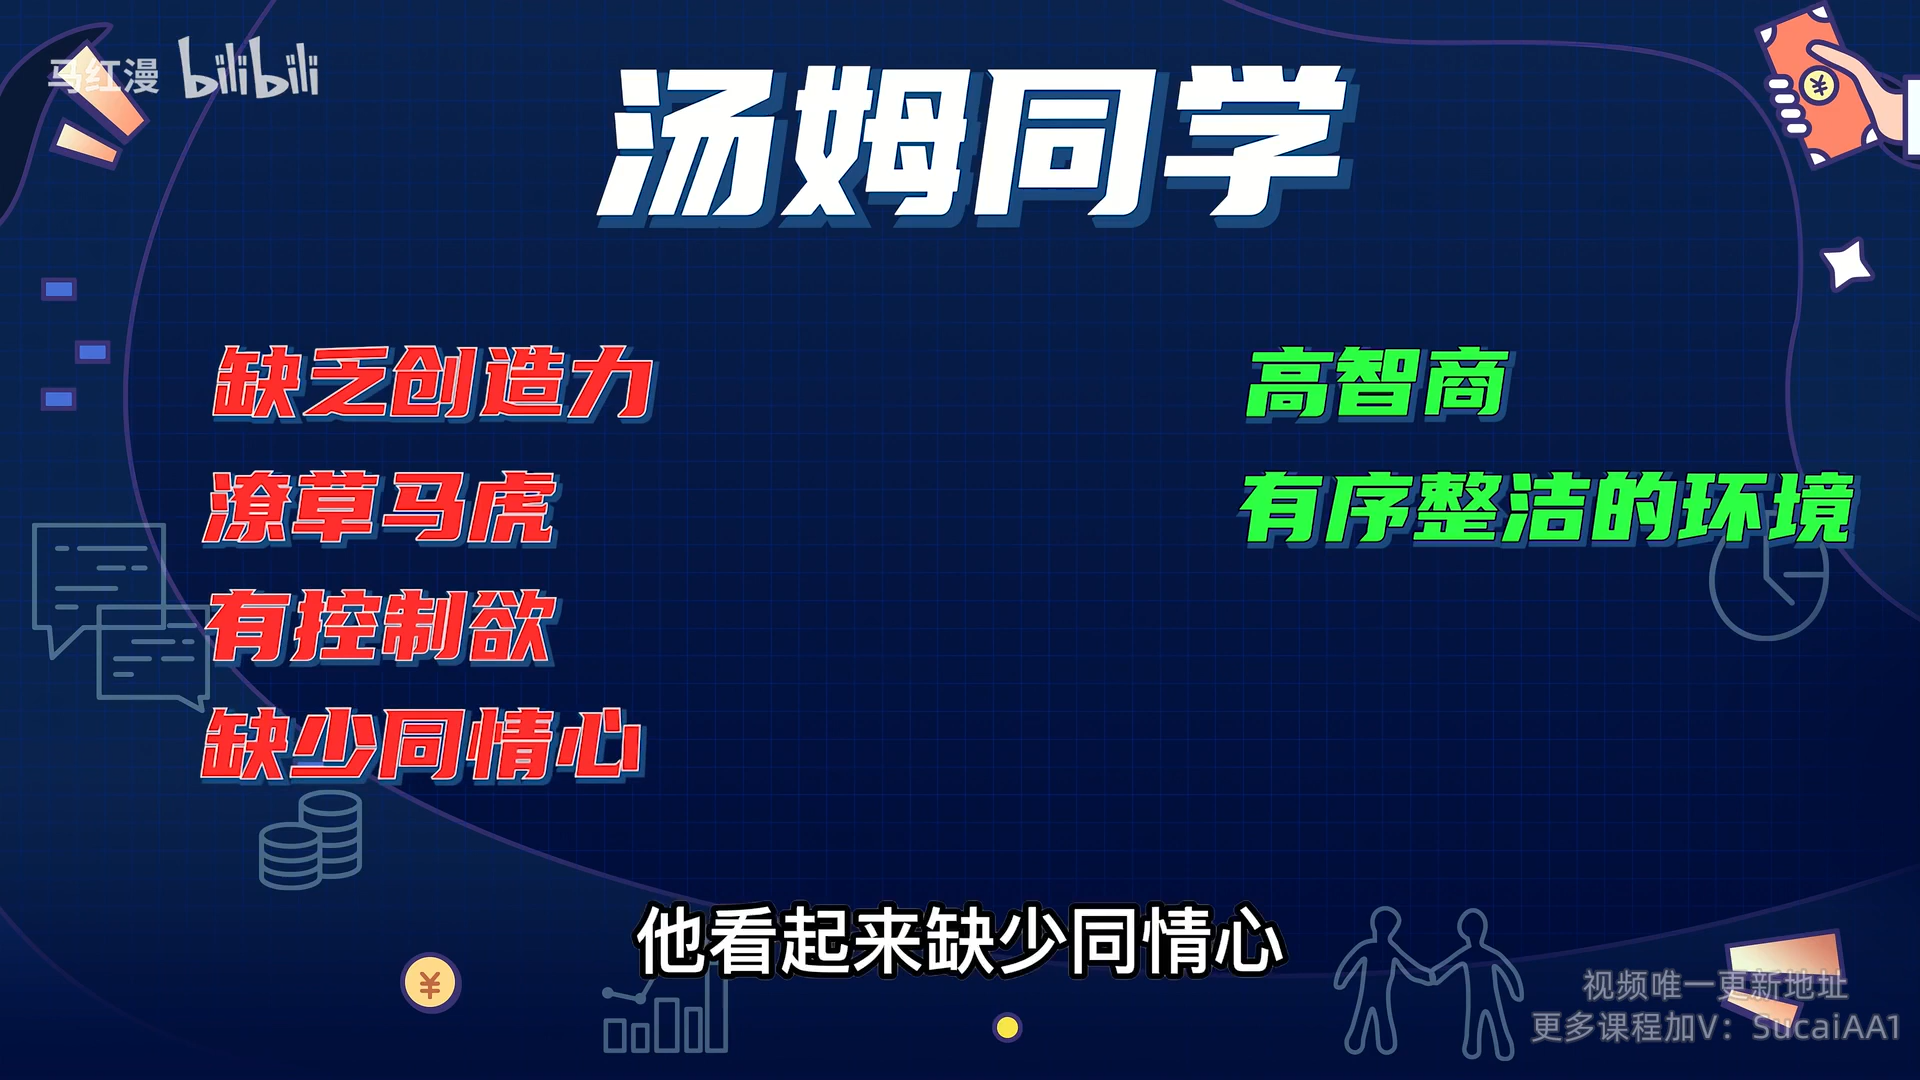 马红漫 bilibili
汤姆同学
缺乏创造力
高智商
潦草马虎
有序整洁的环境
有控制欲
缺少同情心
他看起来缺少同情心
视频唯一更新地址
更多课程加V：SucaiAA1